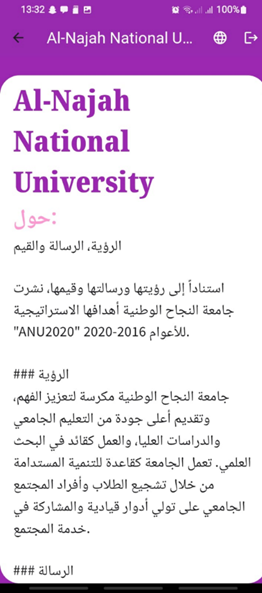 13:32
100%
Al-Najah National U...
Al-Najah
National
University
حول:
الرؤية، الرسالة والقيم
استناداً إلى رؤيتها ورسالتها وقيمها، نشرت
جامعة النجاح الوطنية أهدافها الاستراتيجية
للأعوام 2016-2020 "ANU2020".
### الرؤية
جامعة النجاح الوطنية مكرسة لتعزيز الفهم،
وتقديم أعلى جودة من التعليم الجامعي
والدراسات العليا، والعمل كقائد في البحث
العلمي. تعمل الجامعة كقاعدة للتنمية المستدامة
من خلال تشجيع الطلاب وأفراد المجتمع
الجامعي على تولي أدوار قيادية والمشاركة في
خدمة المجتمع.
### الرسالة